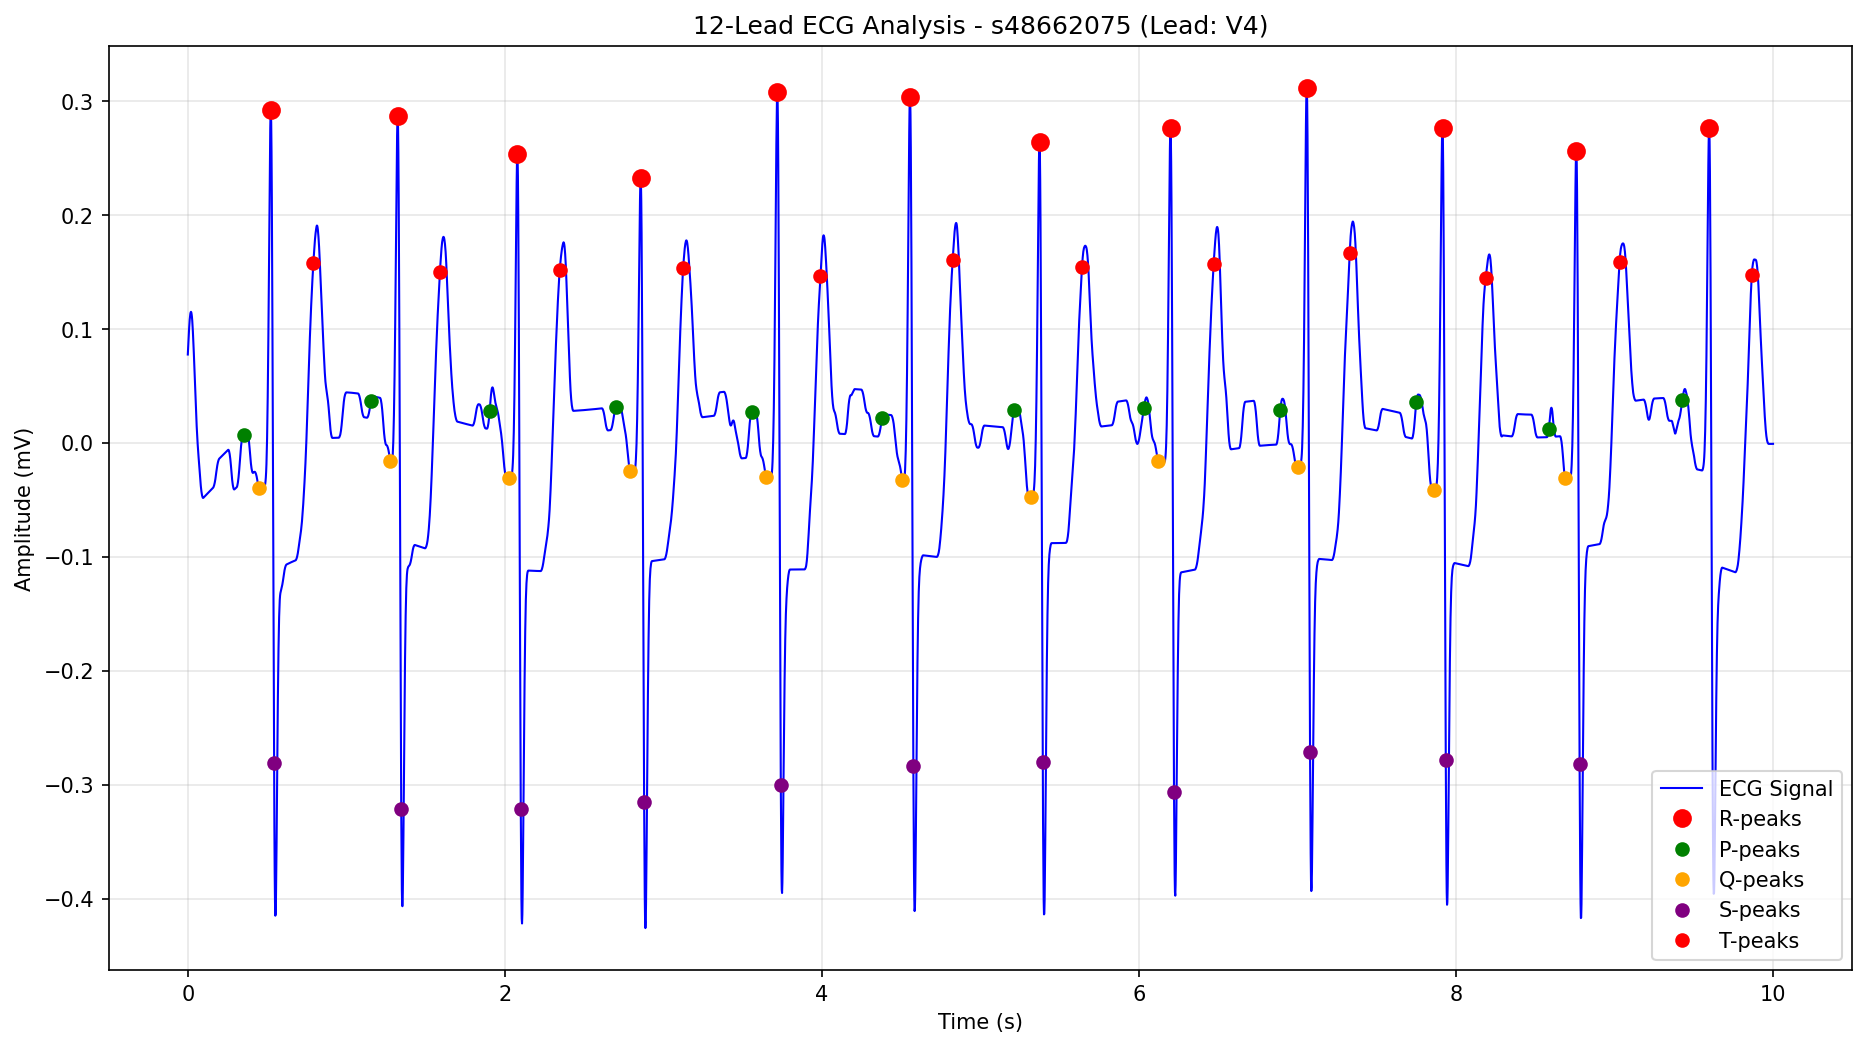 12-Lead ECG Analysis - s48662075 (Lead: V4)
Amplitude (mV)
0.3
0.2
0.1
0.0
−0.1
−0.2
−0.3
−0.4
ECG Signal
R-peaks
P-peaks
Q-peaks
S-peaks
T-peaks
0 2 4 6 8 10
Time (s)